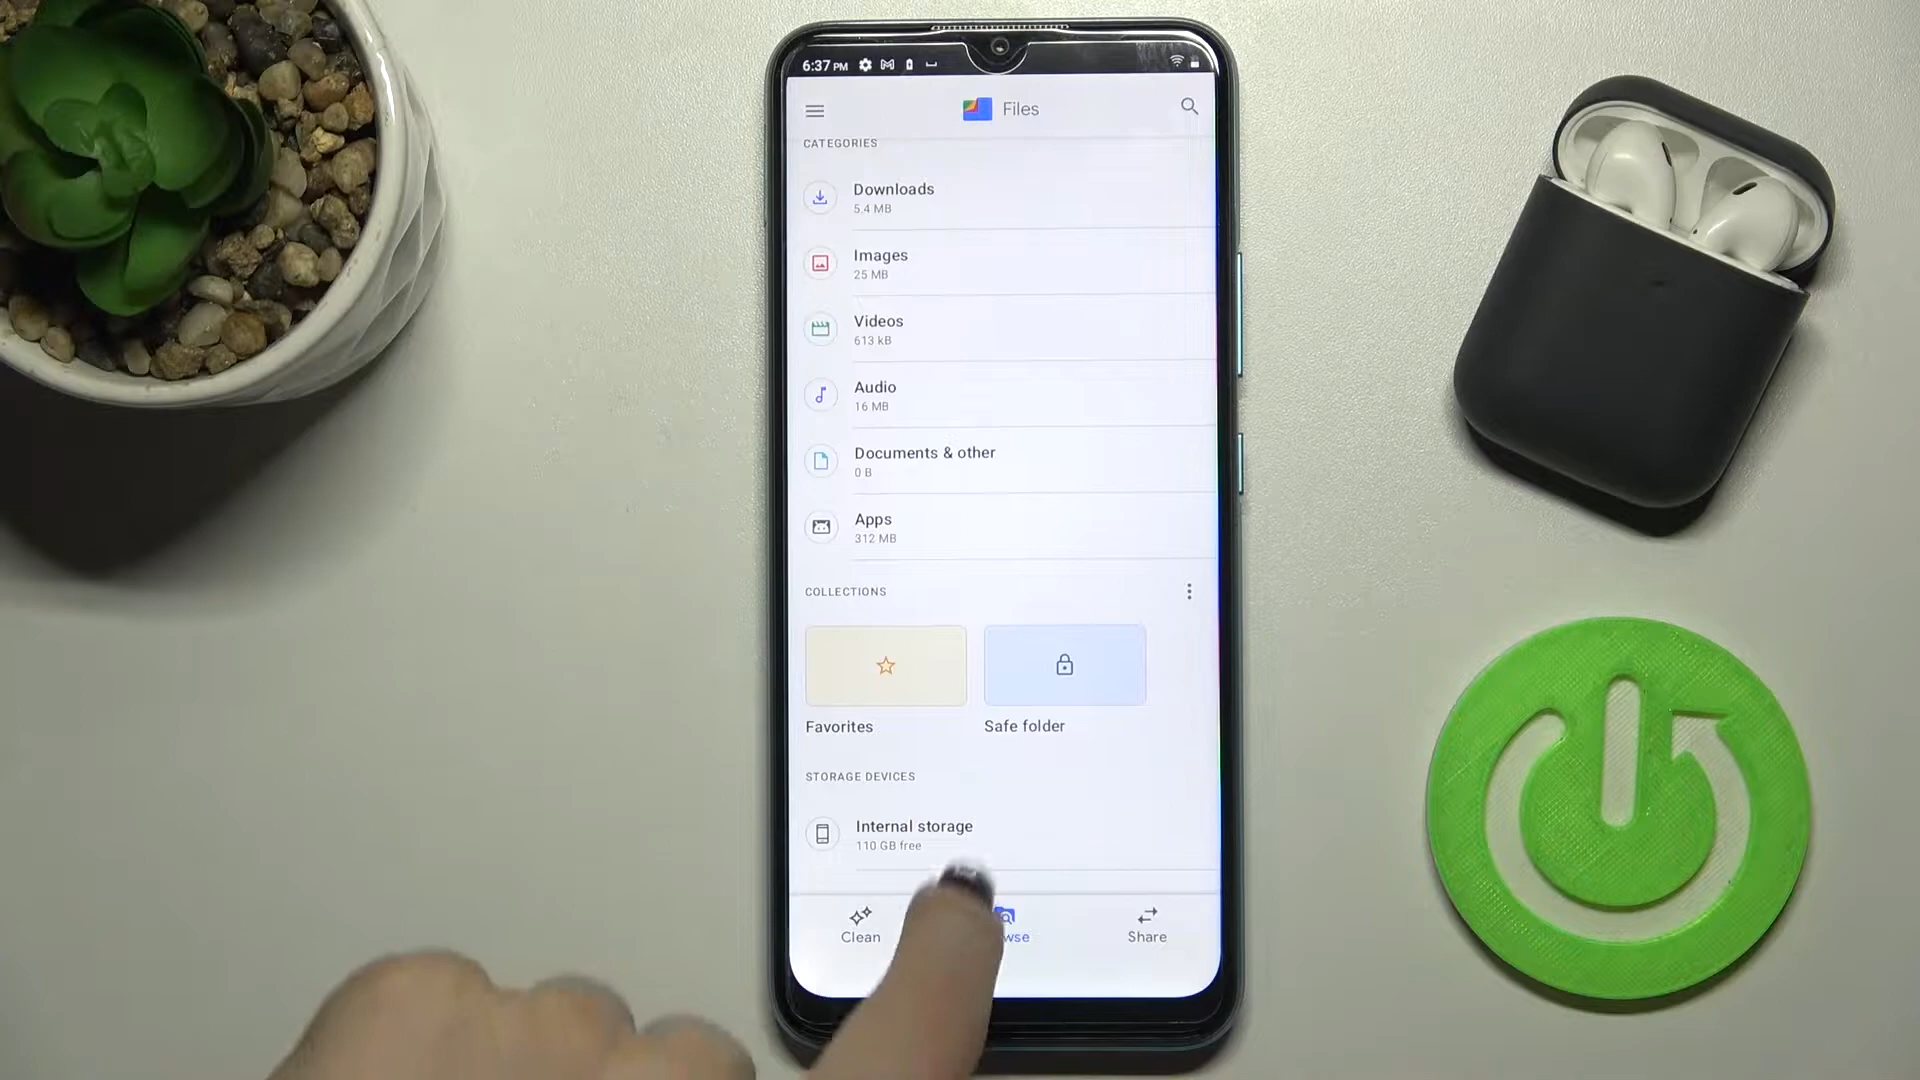 6:37 PM
Files
CATEGORIES
Downloads
5.4 MB
Images
25 MB
Videos
613 kB
Audio
16 MB
Documents & other
0 B
Apps
312 MB
COLLECTIONS
Favorites
Safe folder
STORAGE DEVICES
Internal storage
110 GB free
Clean
wse
Share